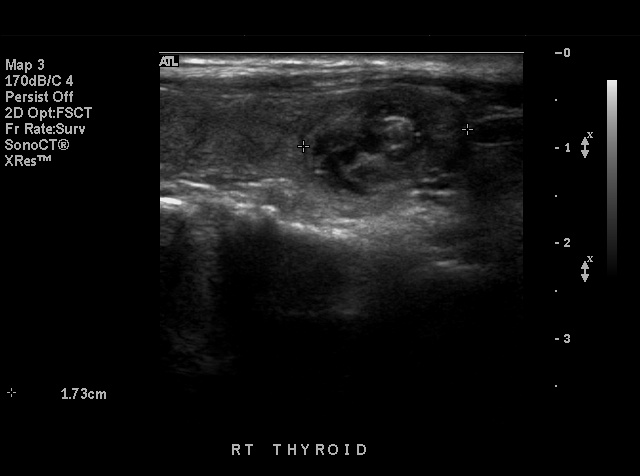 ATL
Map 3
170dB/C 4
Persist Off
2D Opt:FSCT
Fr Rate:Surv
SonoCT®
XRes™
0
1
x
2
x
3
1.73cm
RT THYROID